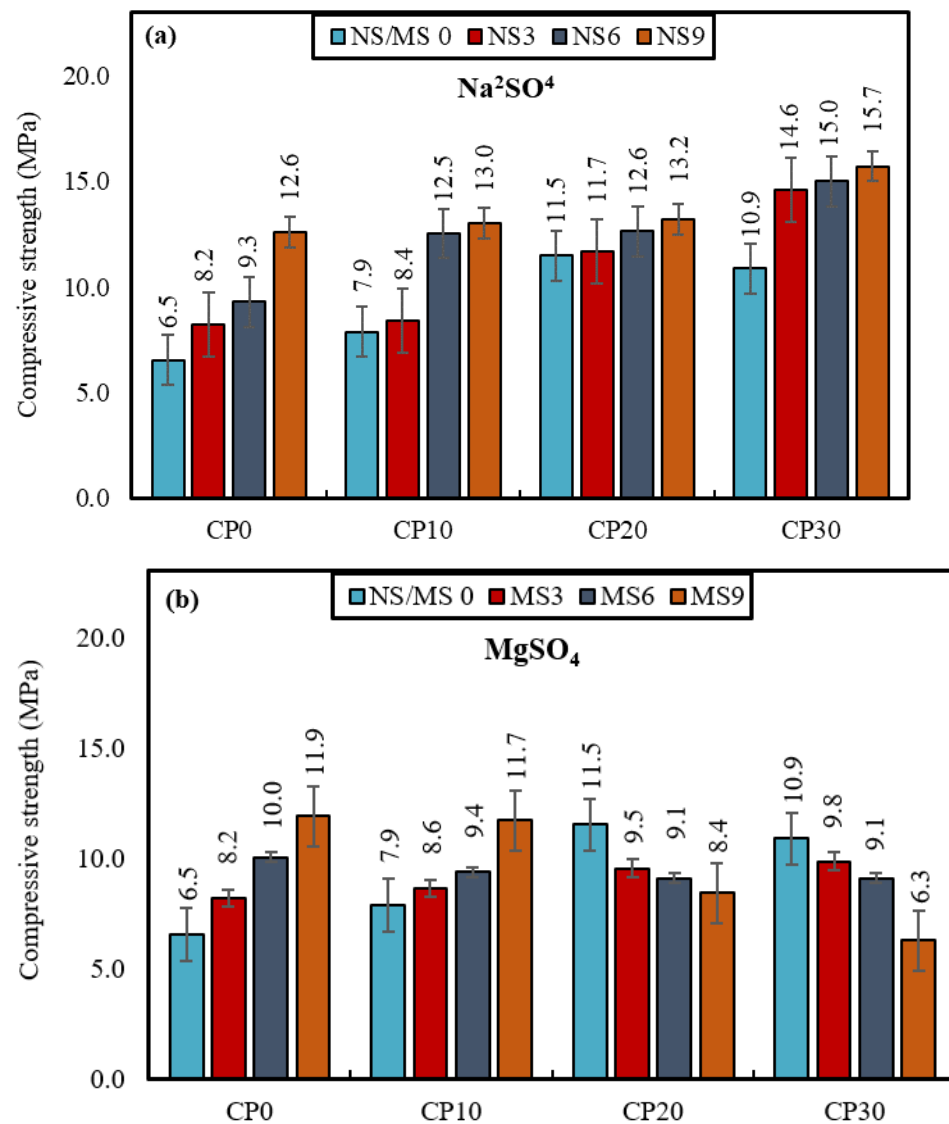 (a)
NS/MS 0 NS3 NS6 NS9
Na²SO⁴
Compressive strength (MPa)
20.0
15.0
10.0
5.0
0.0
6.5 8.2 9.3 12.6
7.9 8.4 12.5 13.0
11.5 11.7 12.6 13.2
10.9 14.6 15.0 15.7
CP0 CP10 CP20 CP30
(b)
NS/MS 0 MS3 MS6 MS9
MgSO₄
Compressive strength (MPa)
20.0
15.0
10.0
5.0
0.0
6.5 8.2 10.0 11.9
7.9 8.6 9.4 11.7
11.5 9.5 9.1 8.4
10.9 9.8 9.1 6.3
CP0 CP10 CP20 CP30